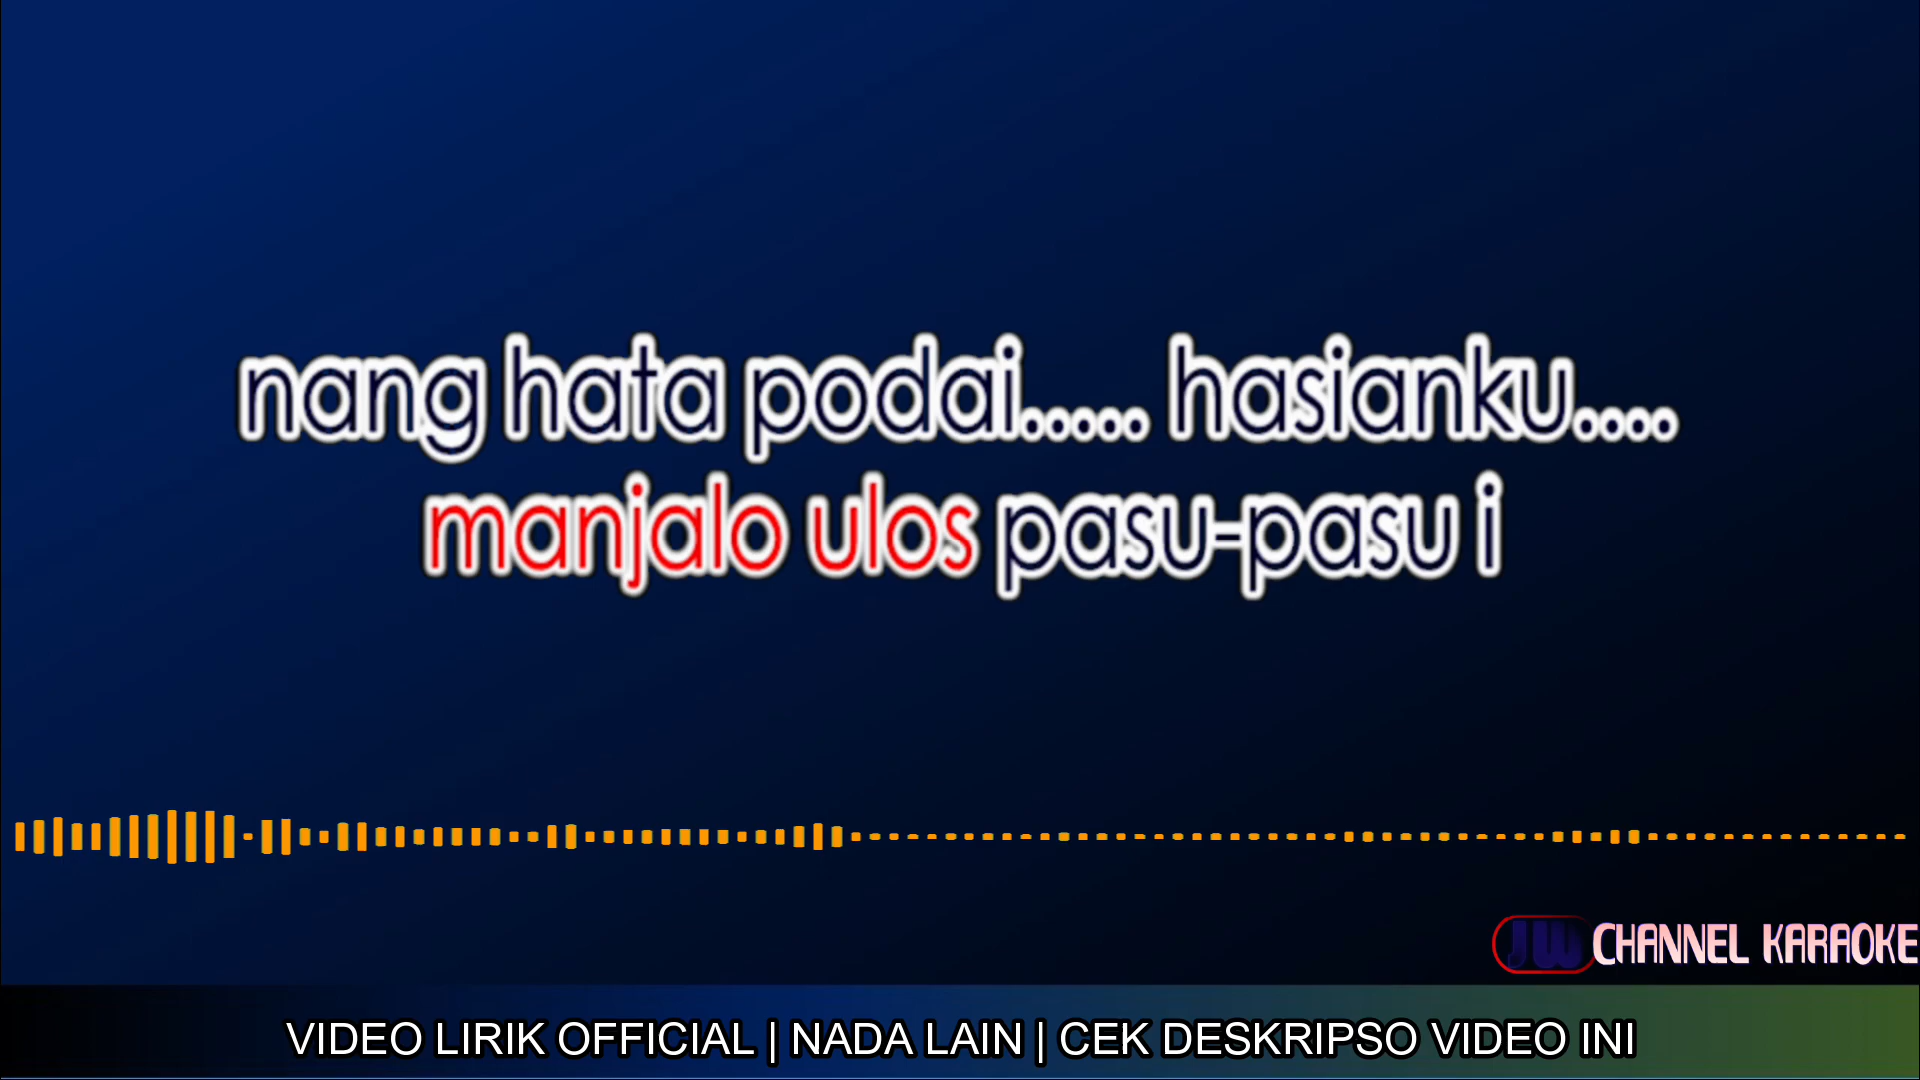 nang hata podai..... hasianku....
manjalo ulos pasu-pasu i
JW CHANNEL KARAOKE
VIDEO LIRIK OFFICIAL | NADA LAIN | CEK DESKRIPSO VIDEO INI